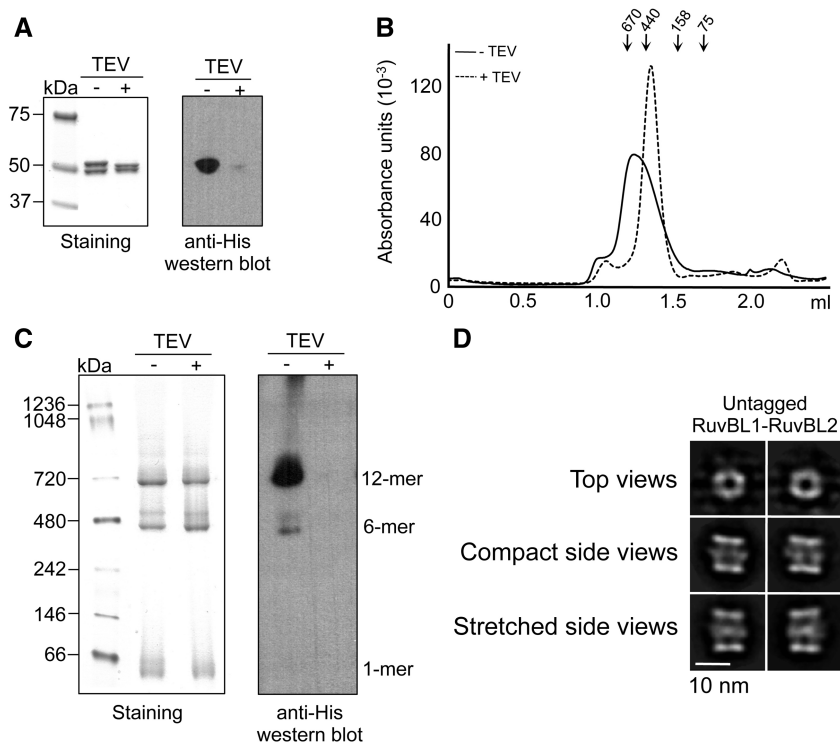 A
TEV
kDa
- +
75
50
37
Staining
TEV
- +
anti-His
western blot
B
670 440 158 75
- TEV
+ TEV
Absorbance units (10-3)
120
80
40
0
0 0.5 1.0 1.5 2.0 ml
C
TEV
kDa
- +
1236
1048
720
480
242
146
66
Staining
TEV
- +
12-mer
6-mer
1-mer
anti-His
western blot
D
Untagged
RuvBL1-RuvBL2
Top views
Compact side views
Stretched side views
10 nm